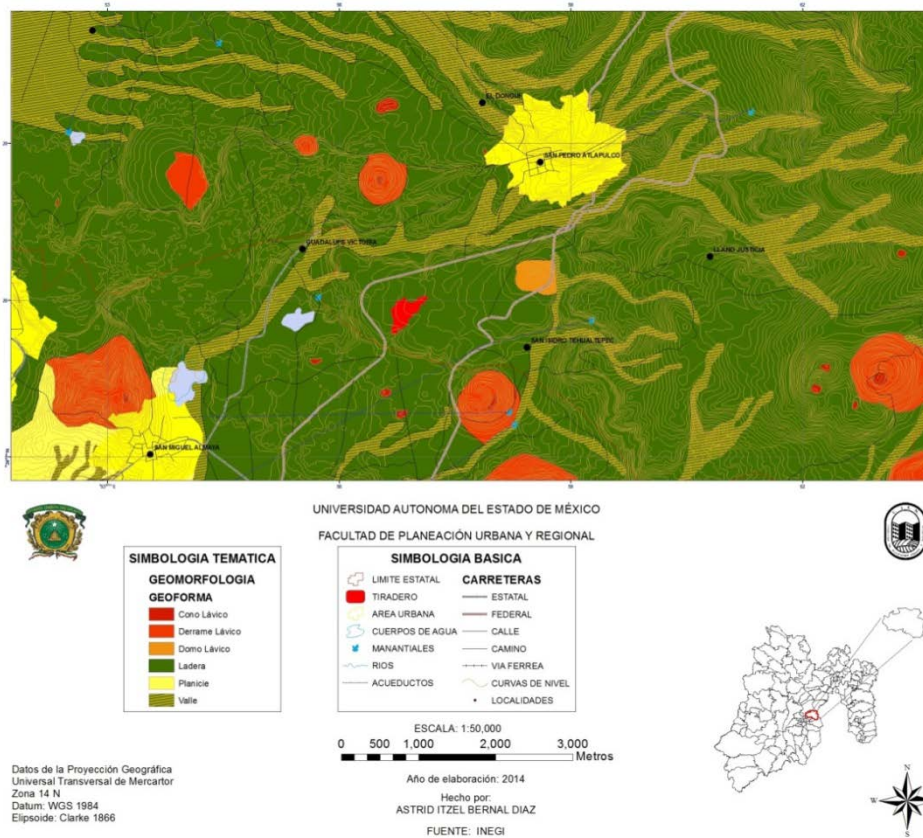 EL DONGUE
SAN PEDRO ATLAPULCO
GUADALUPE VICTORIA
LLANO JUSTICIA
SAN ISIDRO TEHUALTEPEC
SAN MIGUEL ALMAYA
UNIVERSIDAD AUTONOMA DEL ESTADO DE MÉXICO
FACULTAD DE PLANEACIÓN URBANA Y REGIONAL
SIMBOLOGIA TEMATICA
GEOMORFOLOGIA
GEOFORMA
Cono Lávico
Derrame Lávico
Domo Lávico
Ladera
Planicie
Valle
SIMBOLOGIA BASICA
LIMITE ESTATAL
TIRADERO
AREA URBANA
CUERPOS DE AGUA
MANANTIALES
RIOS
ACUEDUCTOS
CARRETERAS
ESTATAL
FEDERAL
CALLE
CAMINO
VIA FERREA
CURVAS DE NIVEL
LOCALIDADES
ESCALA: 1:50,000
0 500 1,000 2,000 3,000
Metros
Año de elaboración: 2014
Hecho por:
ASTRID ITZEL BERNAL DIAZ
FUENTE: INEGI
Datos de la Proyección Geográfica
Universal Transversal de Mercartor
Zona 14 N
Datum: WGS 1984
Elipsoide: Clarke 1866
N
W E
S